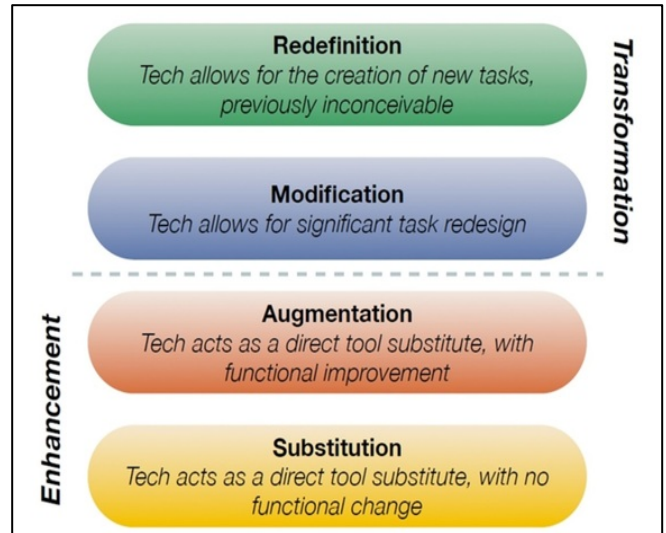 Redefinition
Tech allows for the creation of new tasks,
previously inconceivable
Transformation
Modification
Tech allows for significant task redesign
Augmentation
Tech acts as a direct tool substitute, with
functional improvement
Enhancement
Substitution
Tech acts as a direct tool substitute, with no
functional change